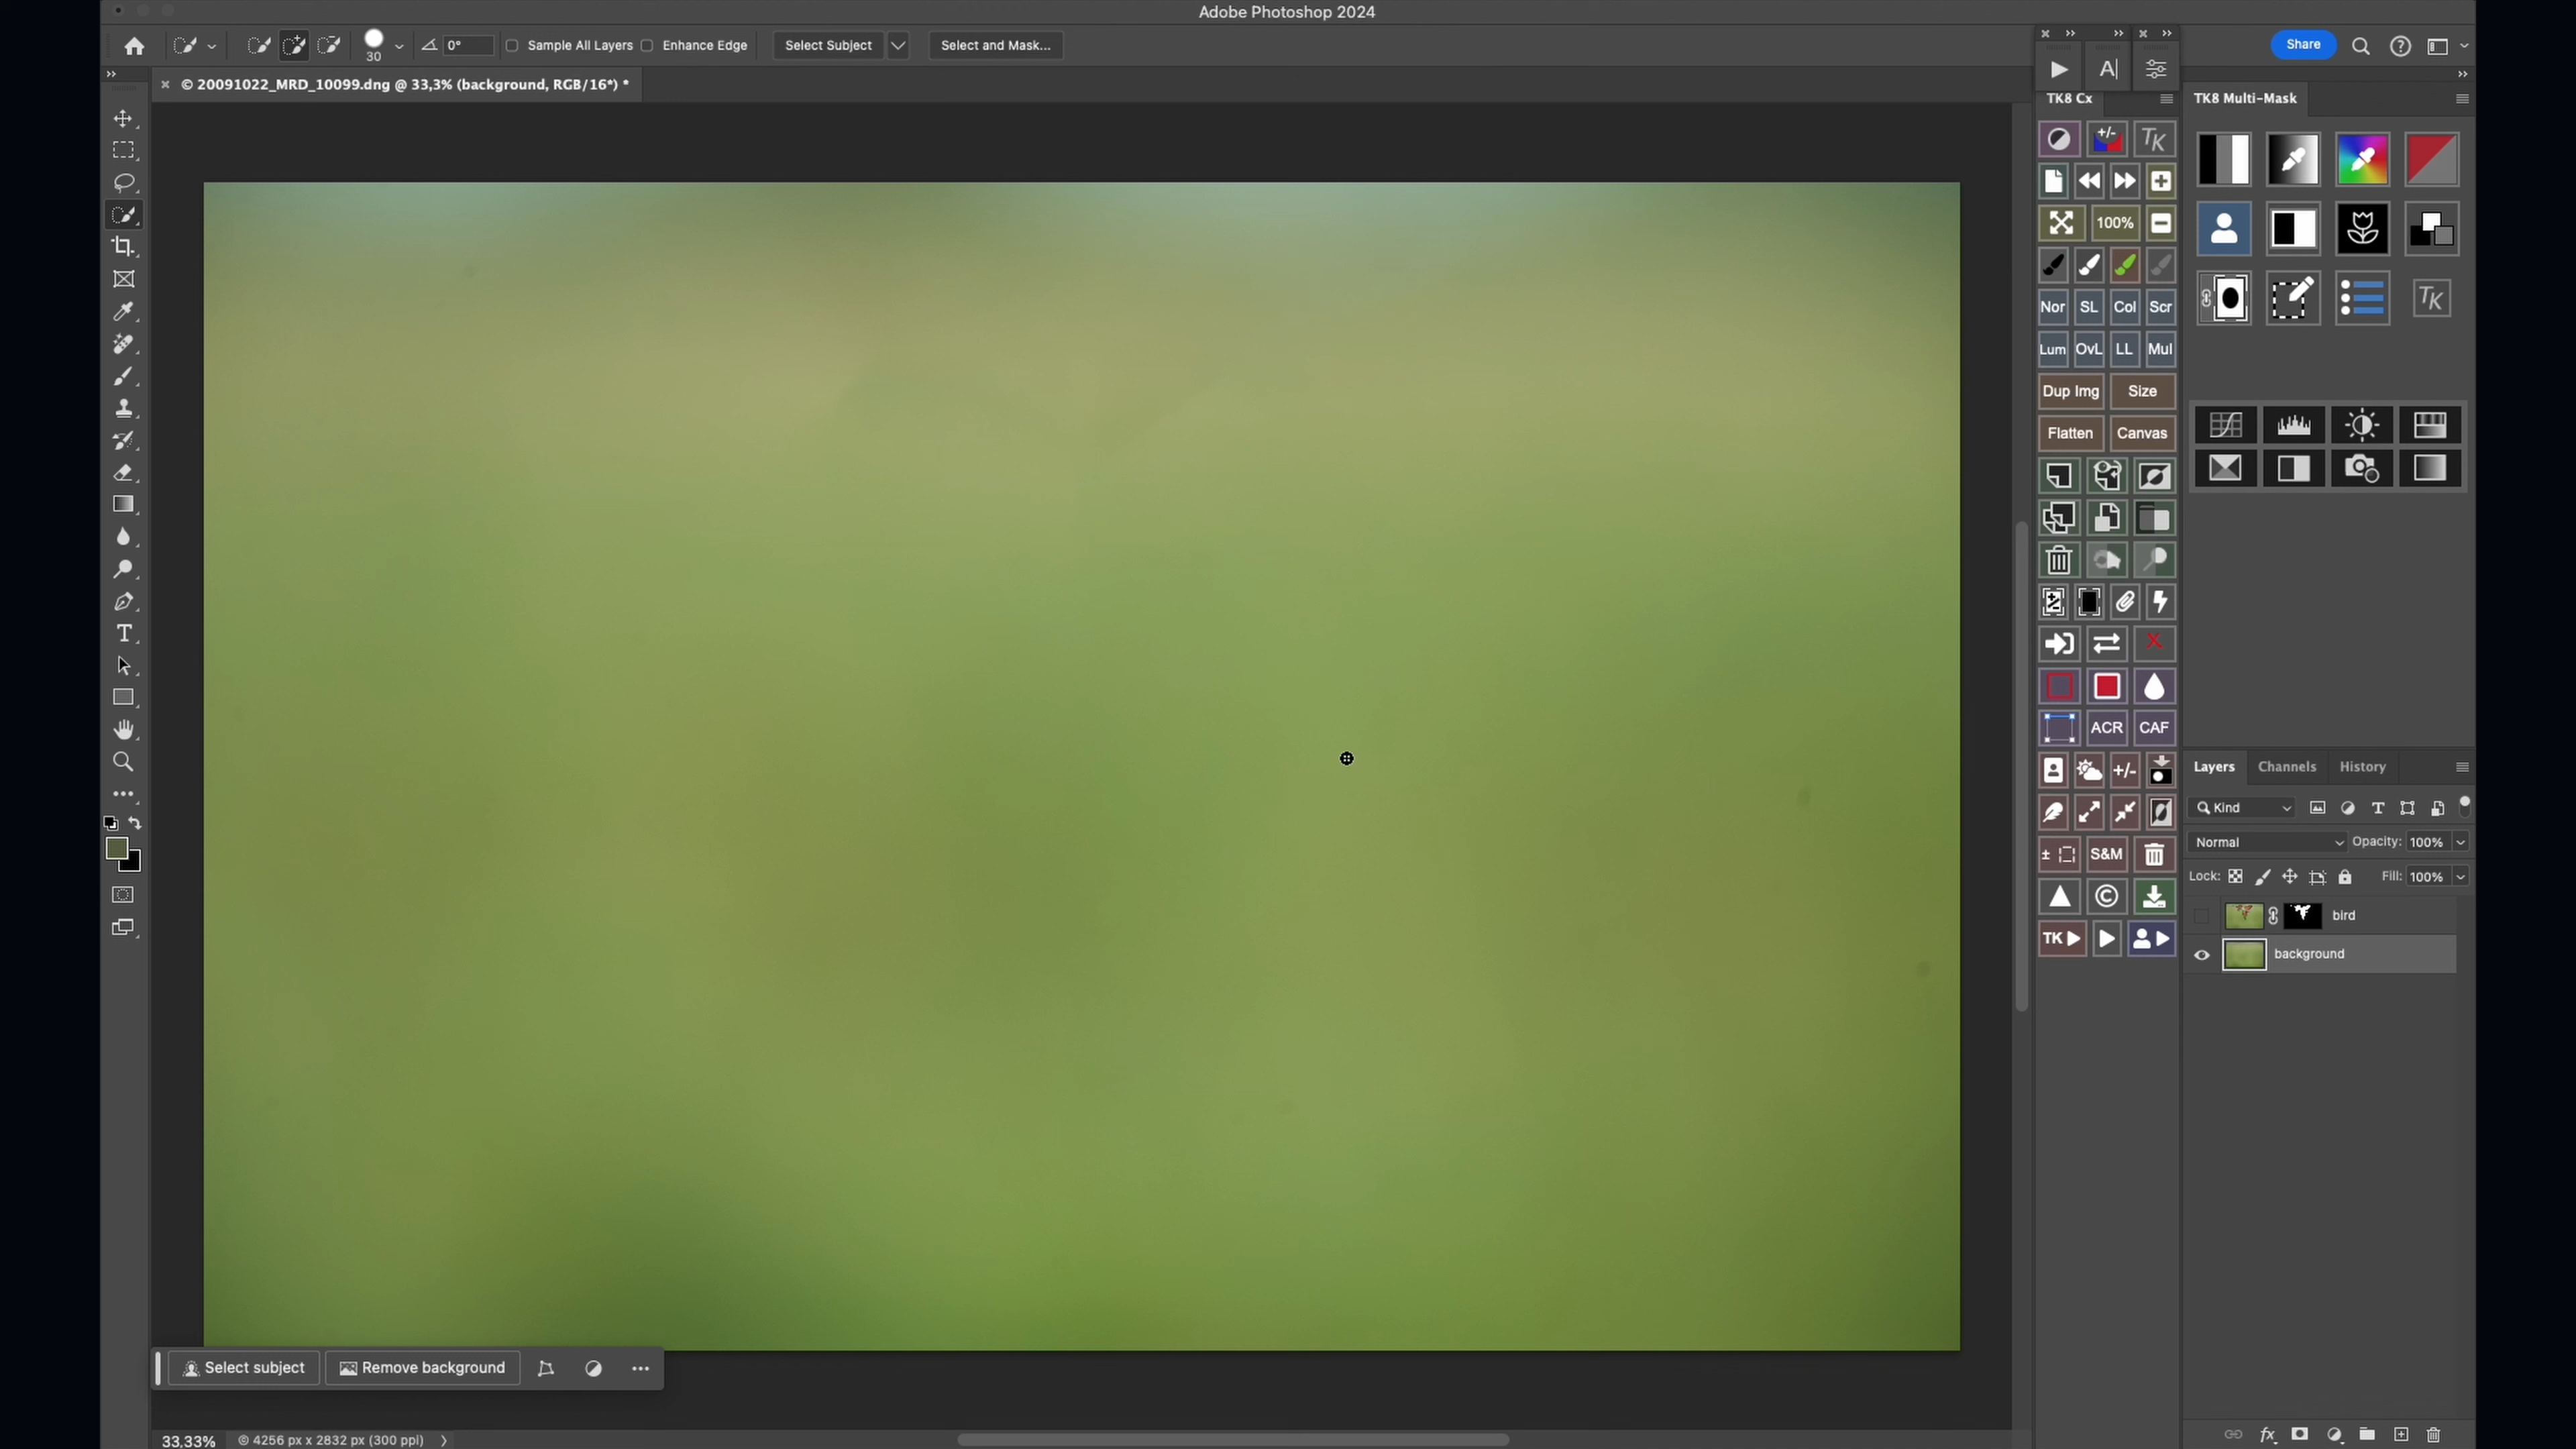 Adobe Photoshop 2024
30
0°
Sample All Layers
Enhance Edge
Select Subject
Select and Mask...
Share
© 20091022_MRD_10099.dng @ 33,3% (background, RGB/16*) *
TK8 Cx
TK8 Multi-Mask
+/- TK
100%
Nor SL Col Scr
Lum OvL LL Mul
Dup Img Size
Flatten Canvas
TK
ACR CAF
+/-
S&M
TK
Layers Channels History
Kind
Normal Opacity: 100%
Lock: Fill: 100%
bird
background
Select subject
Remove background
33,33% © 4256 px x 2832 px (300 ppi)
fx